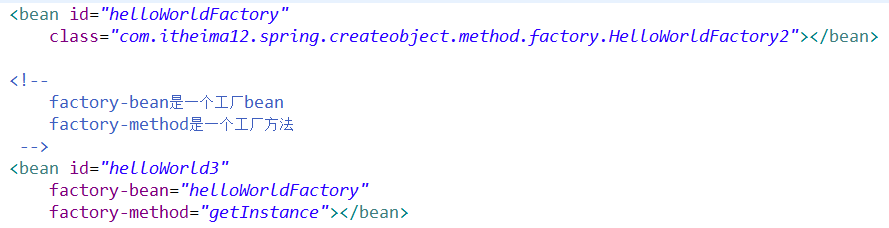 <bean id="helloWorldFactory"
class="com.itheima12.spring.createobject.method.factory.HelloWorldFactory2"></bean>
<!--
factory-bean是一个工厂bean
factory-method是一个工厂方法
-->
<bean id="helloWorld3"
factory-bean="helloWorldFactory"
factory-method="getInstance"></bean>